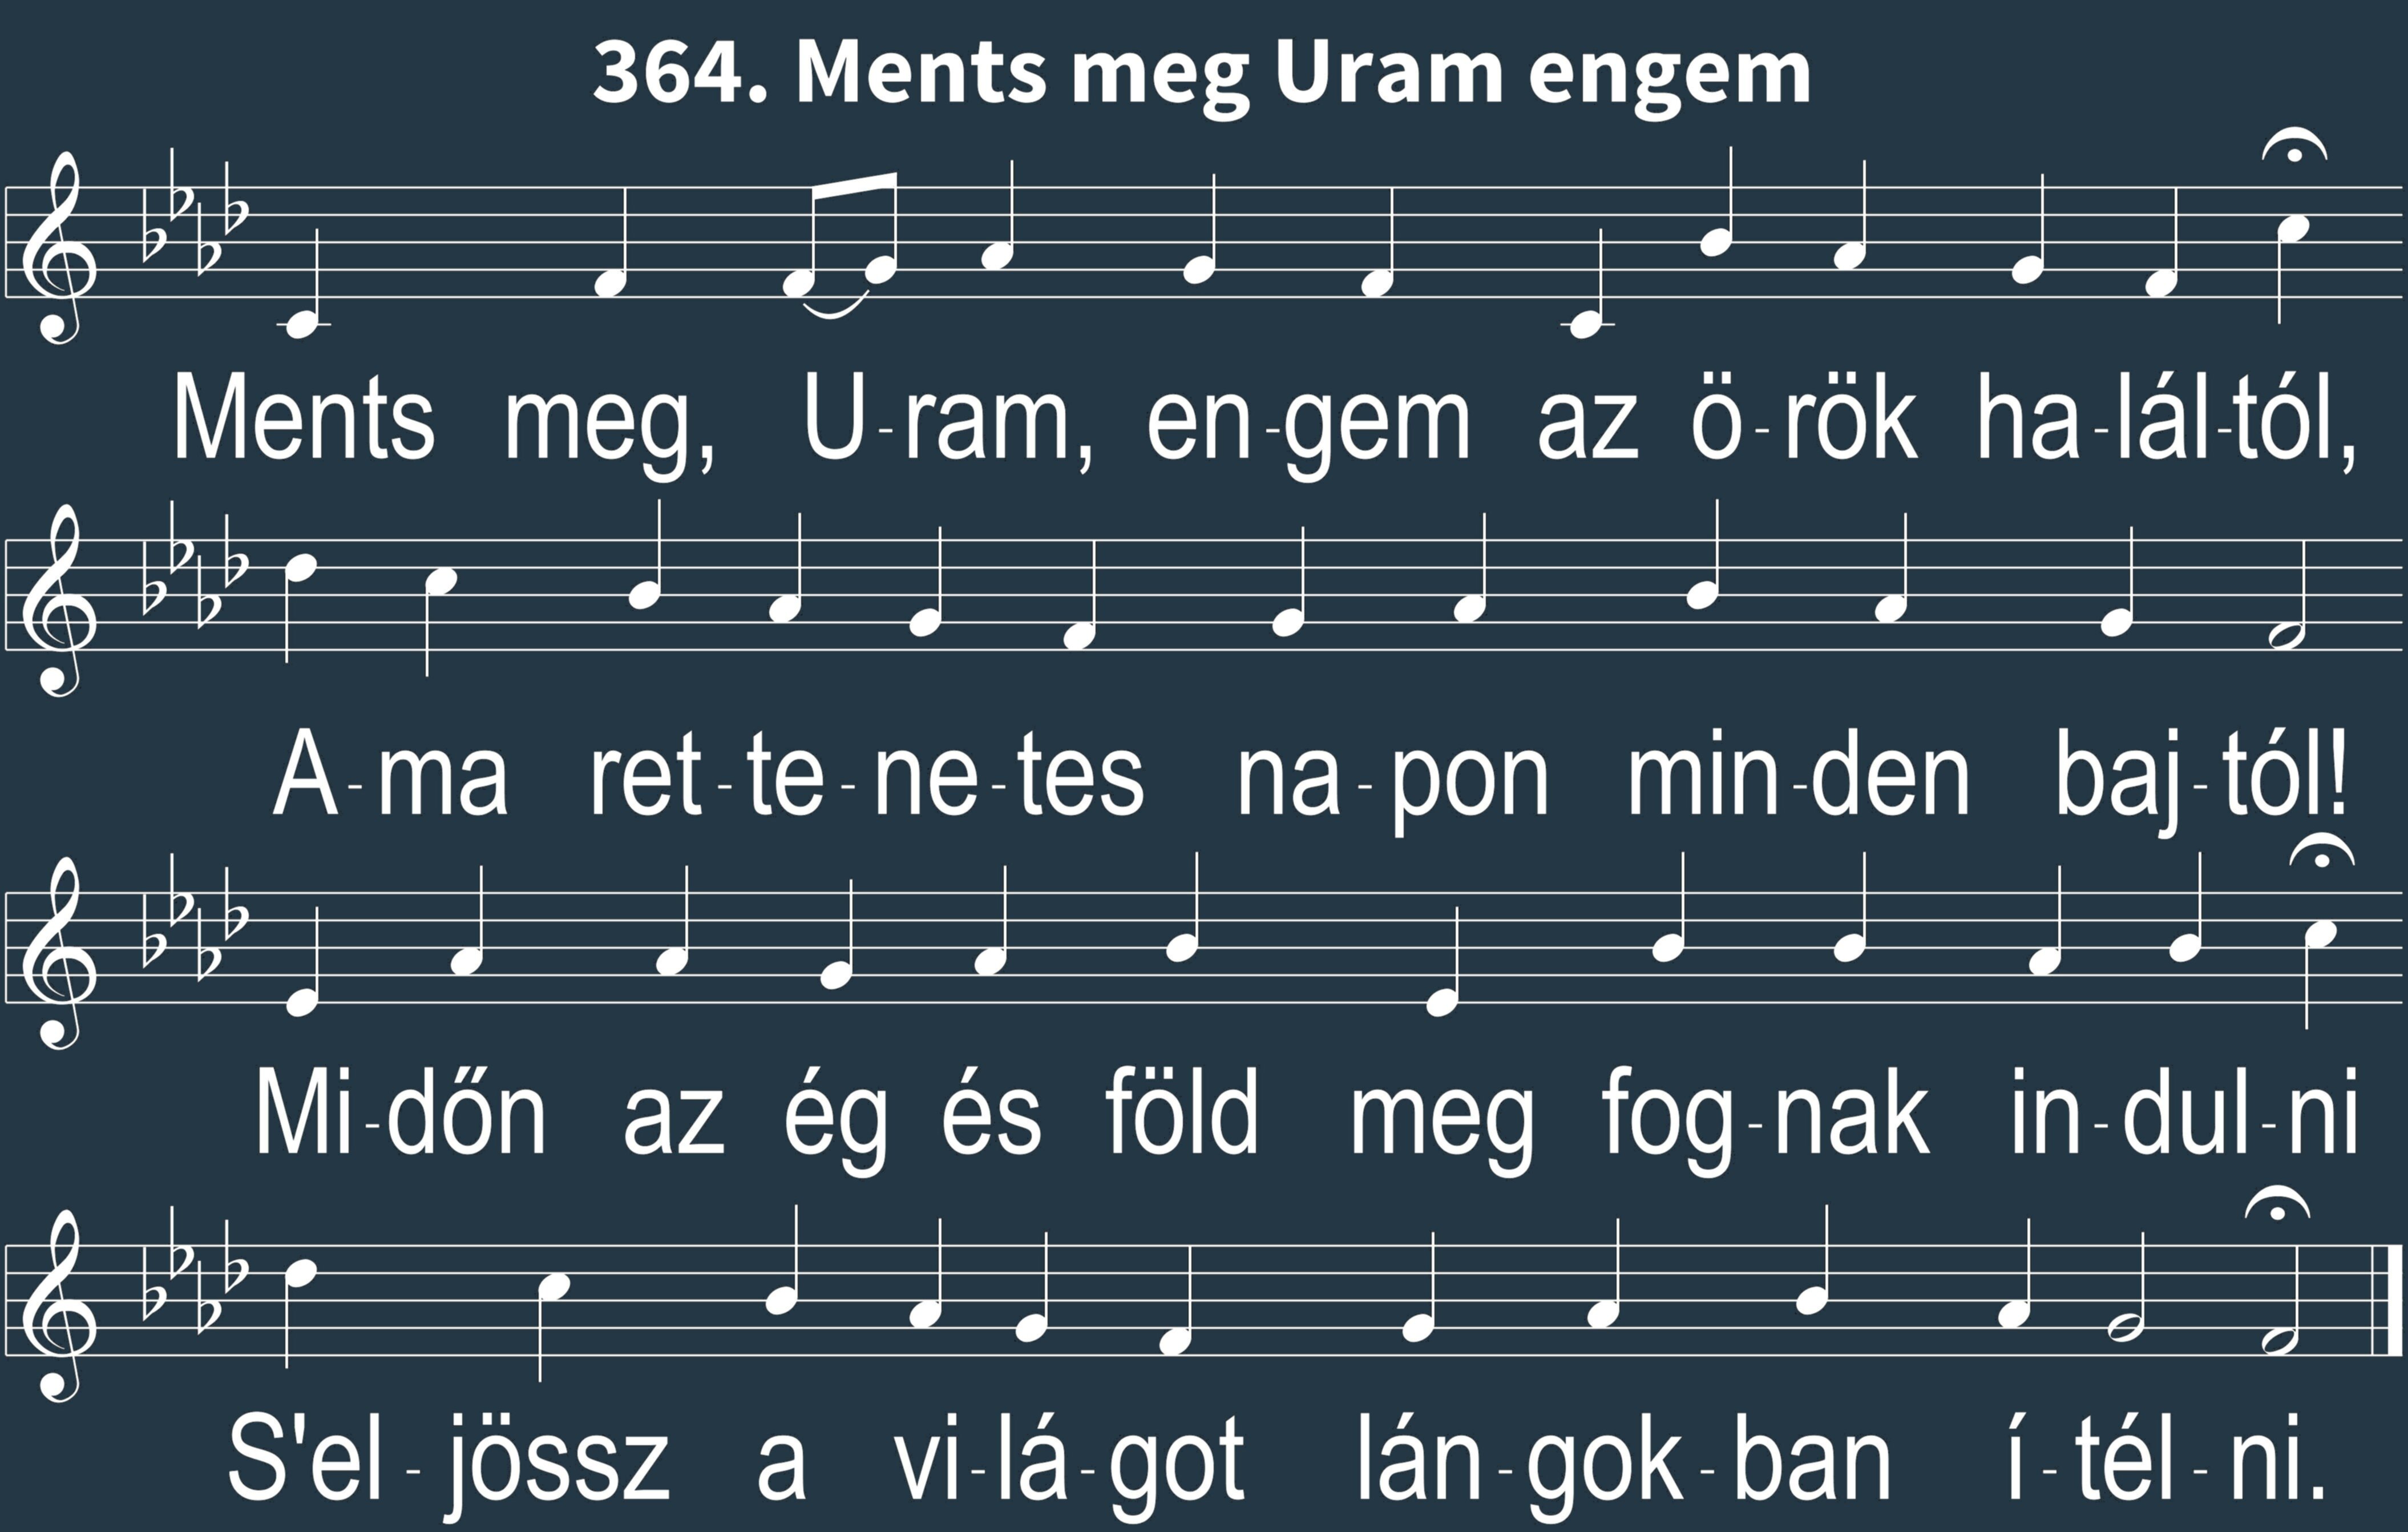 364. Ments meg Uram engem
Ments meg, U-ram, en-gem az ö-rök ha-lál-tól,
A-ma ret-te-ne-tes na-pon min-den baj-tól!
Mi-dőn az ég és föld meg fog-nak in-dul-ni
S'el-jössz a vi-lá-got lán-gok-ban í-tél-ni.